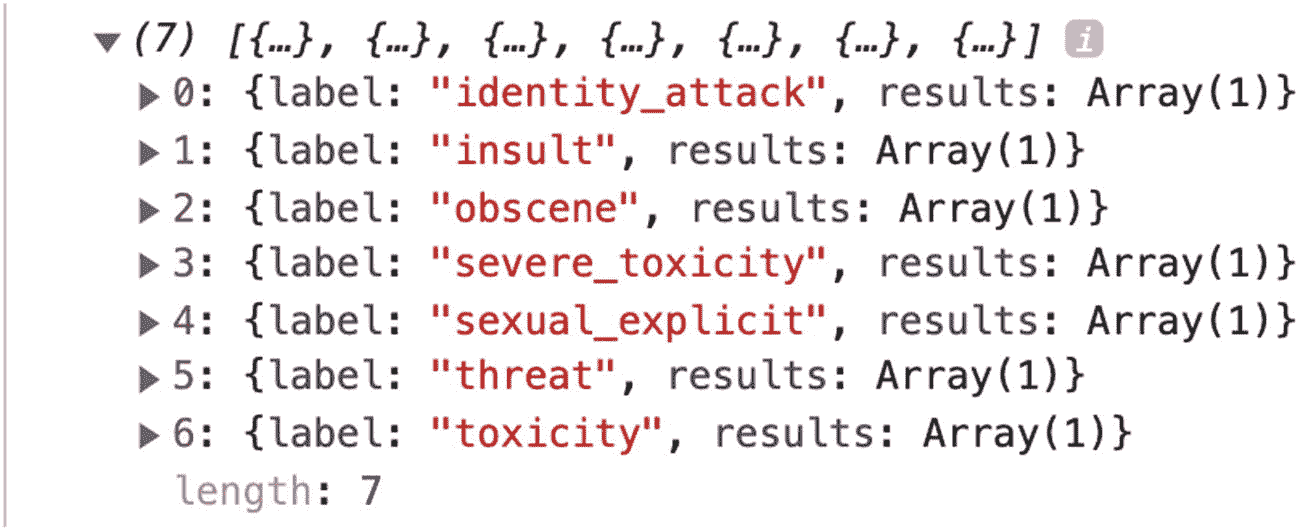 ▼ (7) [{…}, {…}, {…}, {…}, {…}, {…}, {…}] i
▶ 0: {label: "identity_attack", results: Array(1)}
▶ 1: {label: "insult", results: Array(1)}
▶ 2: {label: "obscene", results: Array(1)}
▶ 3: {label: "severe_toxicity", results: Array(1)}
▶ 4: {label: "sexual_explicit", results: Array(1)}
▶ 5: {label: "threat", results: Array(1)}
▶ 6: {label: "toxicity", results: Array(1)}
length: 7